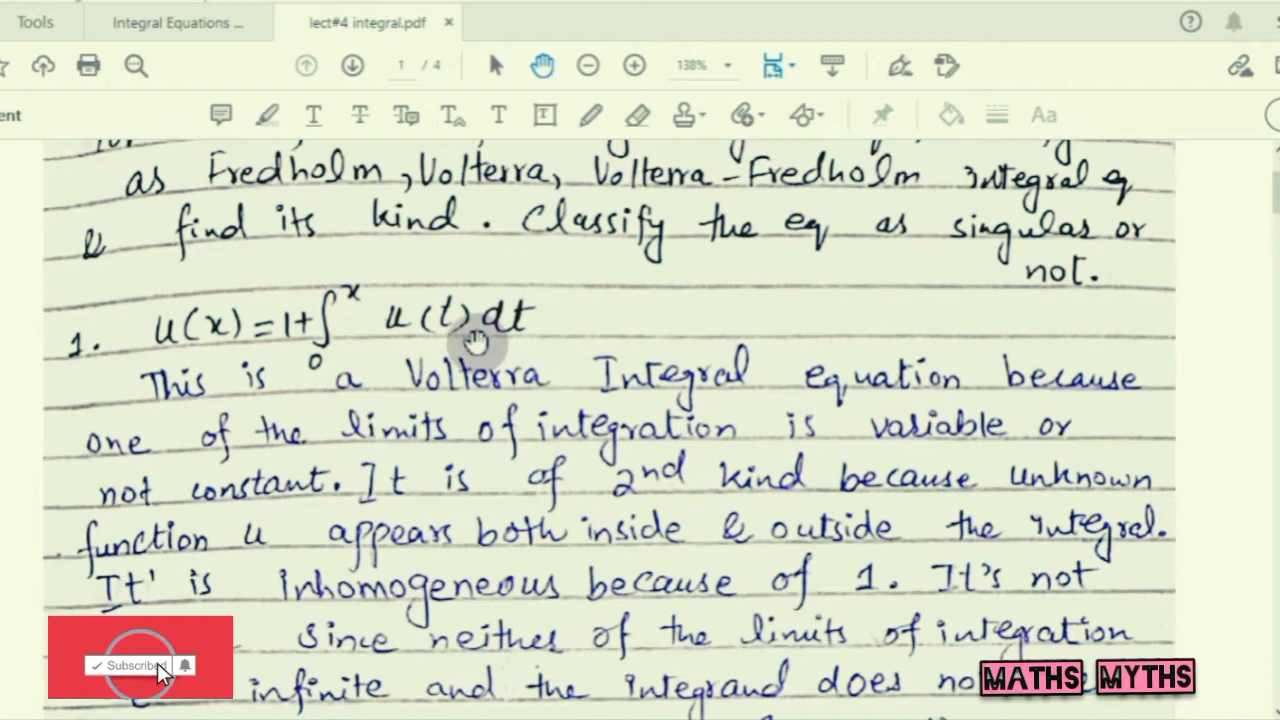 Tools Integral Equations ... lect#4 integral.pdf ×
1 / 4 138%
ent T T T T Aa
as Fredholm, Volterra, Volterra-Fredholm integral eq
& find its kind. Classify the eq as singular or
not.
1. u(x)=1+∫₀ˣ u(t)dt
This is a Volterra Integral equation because
one of the limits of integration is variable or
not constant. It is of 2nd kind because unknown
function u appears both inside & outside the integral.
It' is inhomogeneous because of 1. It's not
since neither of the limits of integration
infinite and the integrand does
✓ Subscribed
MATHS MYTHS